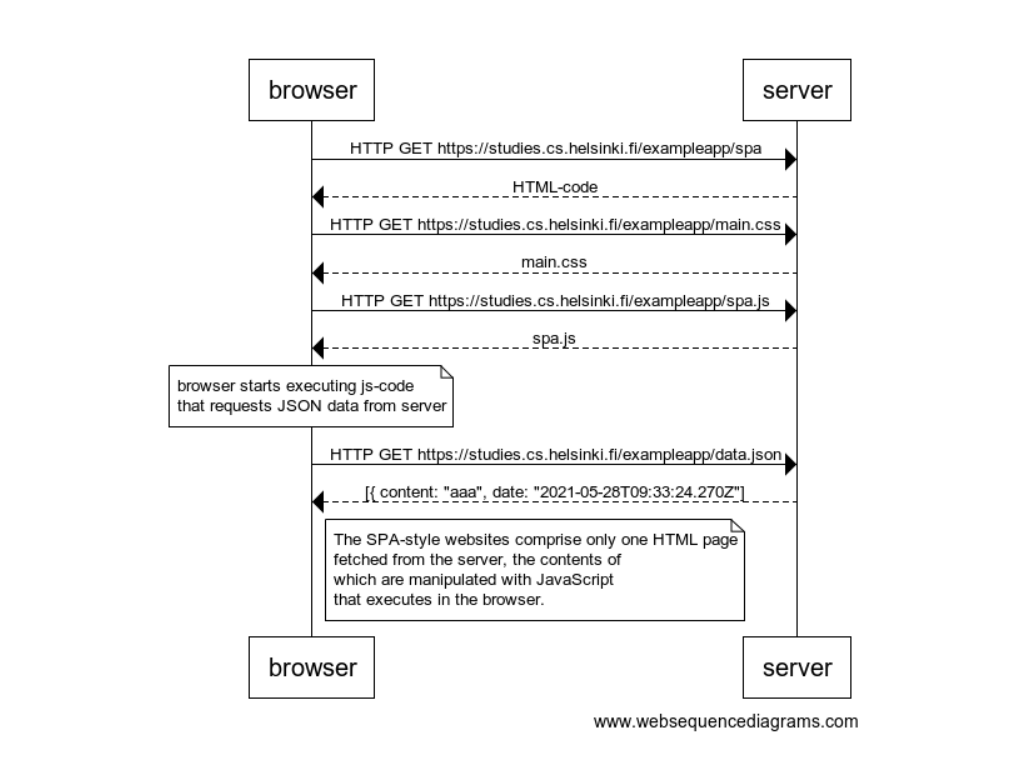 browser
server
HTTP GET https://studies.cs.helsinki.fi/exampleapp/spa
HTML-code
HTTP GET https://studies.cs.helsinki.fi/exampleapp/main.css
main.css
HTTP GET https://studies.cs.helsinki.fi/exampleapp/spa.js
spa.js
browser starts executing js-code
that requests JSON data from server
HTTP GET https://studies.cs.helsinki.fi/exampleapp/data.json
[{ content: "aaa", date: "2021-05-28T09:33:24.270Z"]
The SPA-style websites comprise only one HTML page
fetched from the server, the contents of
which are manipulated with JavaScript
that executes in the browser.
browser
server
www.websequencediagrams.com